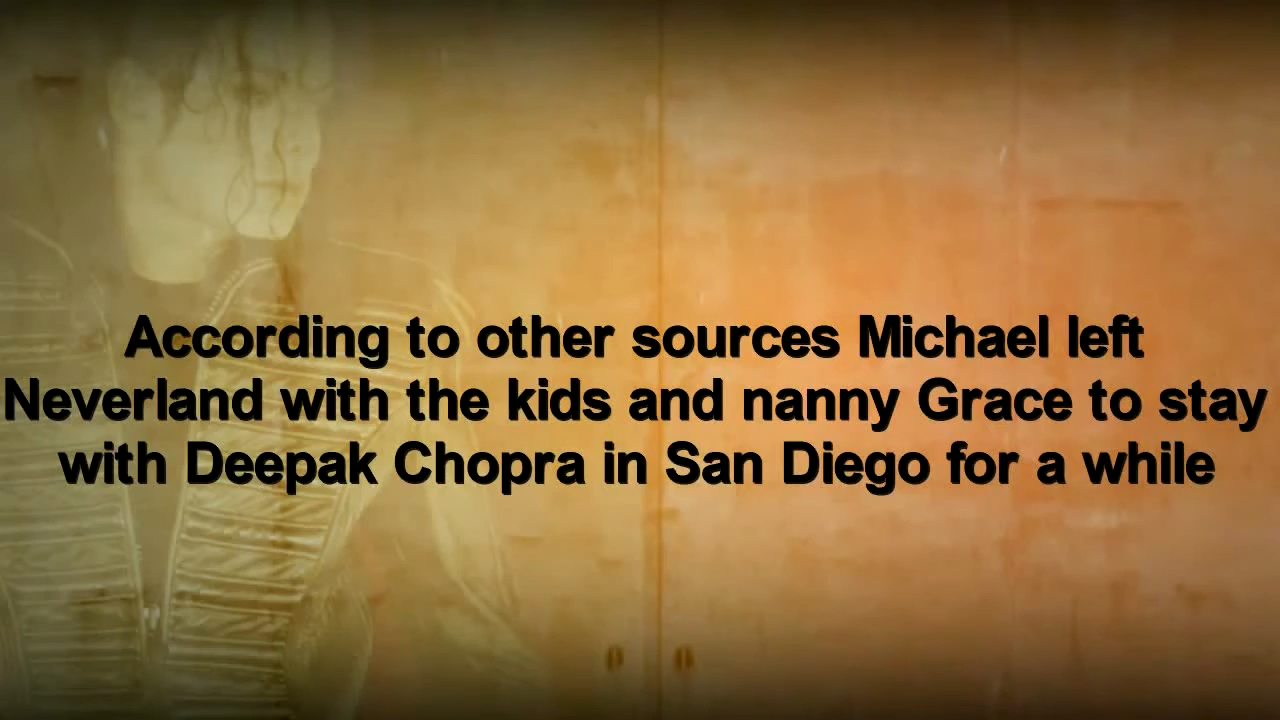 According to other sources Michael left
Neverland with the kids and nanny Grace to stay
with Deepak Chopra in San Diego for a while